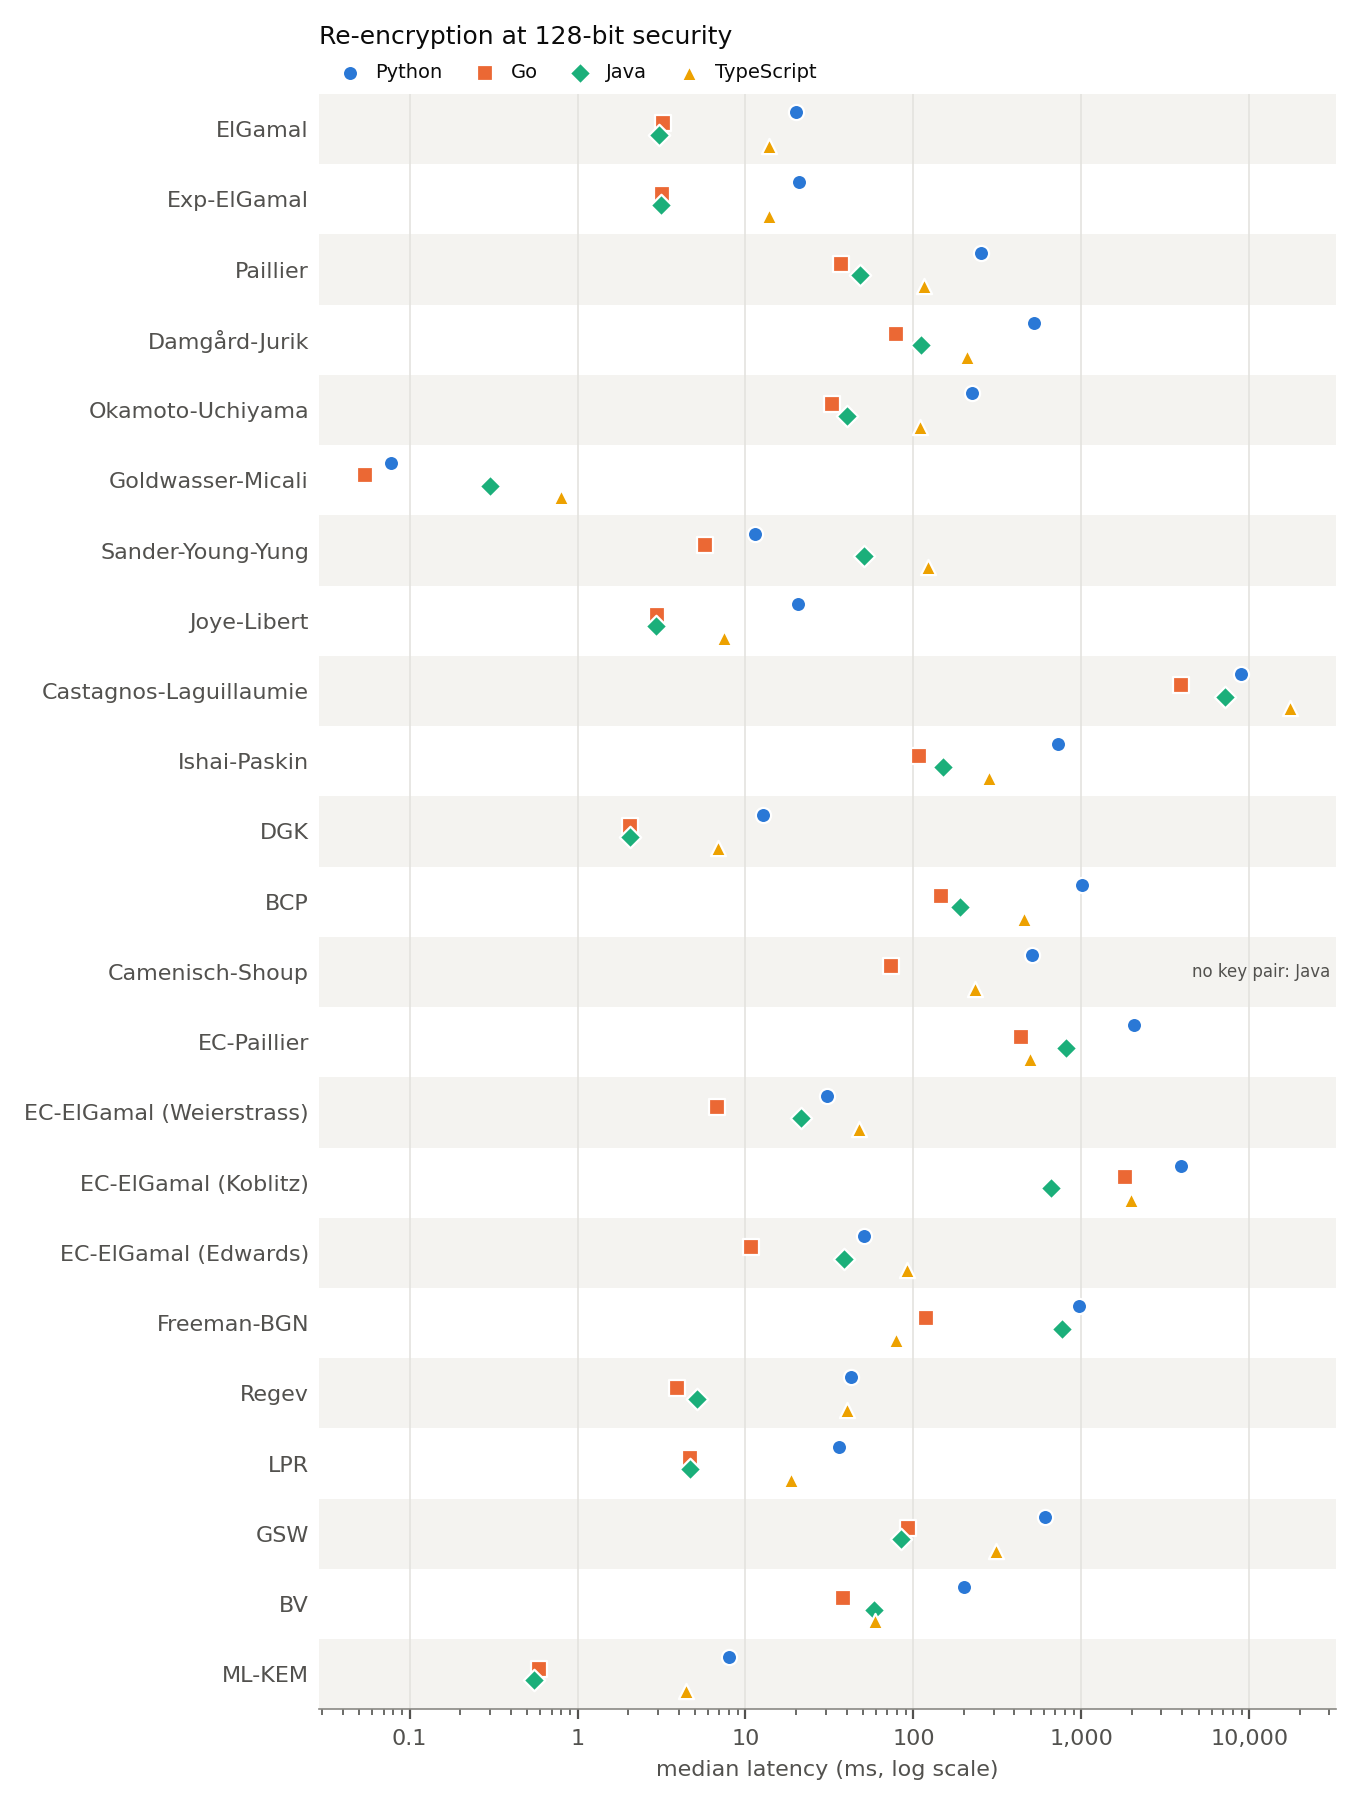 Re-encryption at 128-bit security
Python Go Java TypeScript
ElGamal
Exp-ElGamal
Paillier
Damgård-Jurik
Okamoto-Uchiyama
Goldwasser-Micali
Sander-Young-Yung
Joye-Libert
Castagnos-Laguillaumie
Ishai-Paskin
DGK
BCP
Camenisch-Shoup
no key pair: Java
EC-Paillier
EC-ElGamal (Weierstrass)
EC-ElGamal (Koblitz)
EC-ElGamal (Edwards)
Freeman-BGN
Regev
LPR
GSW
BV
ML-KEM
0.1 1 10 100 1,000 10,000
median latency (ms, log scale)